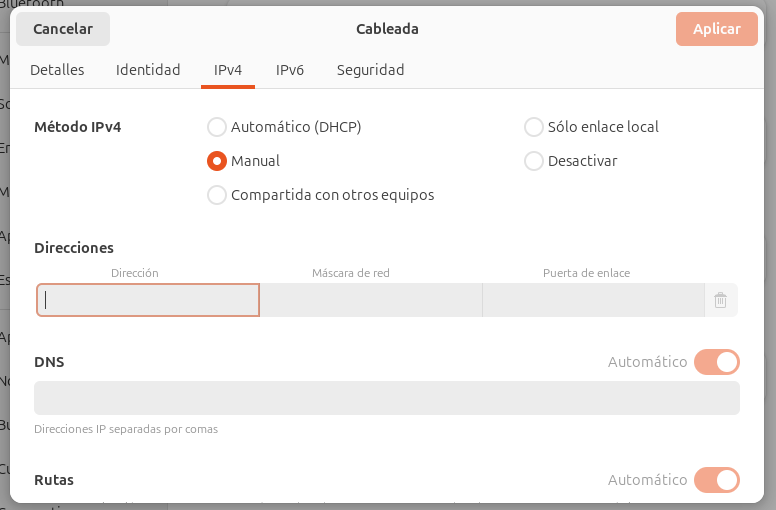 Cancelar Cableada Aplicar
Detalles Identidad IPv4 IPv6 Seguridad
Método IPv4 Automático (DHCP) Sólo enlace local
Manual Desactivar
Compartida con otros equipos
Direcciones
Dirección Máscara de red Puerta de enlace
DNS Automático
Direcciones IP separadas por comas
Rutas Automático